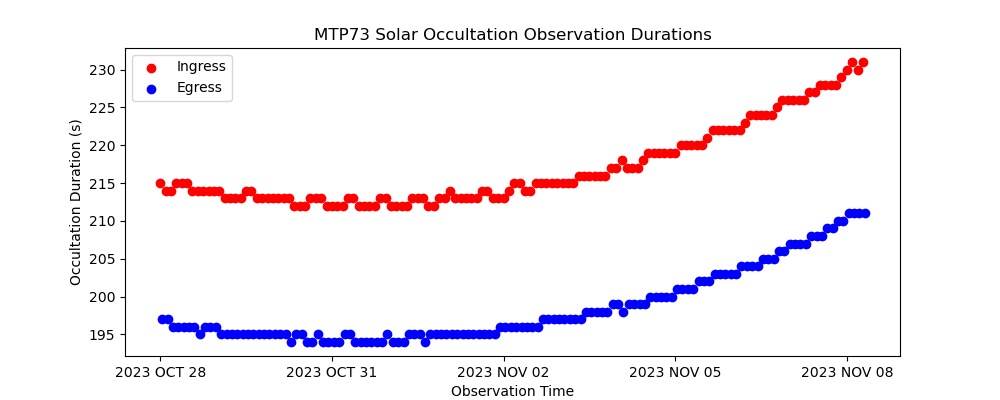 MTP73 Solar Occultation Observation Durations
Ingress
Egress
Occultation Duration (s)
230
225
220
215
210
205
200
195
2023 OCT 28
2023 OCT 31
2023 NOV 02
2023 NOV 05
2023 NOV 08
Observation Time